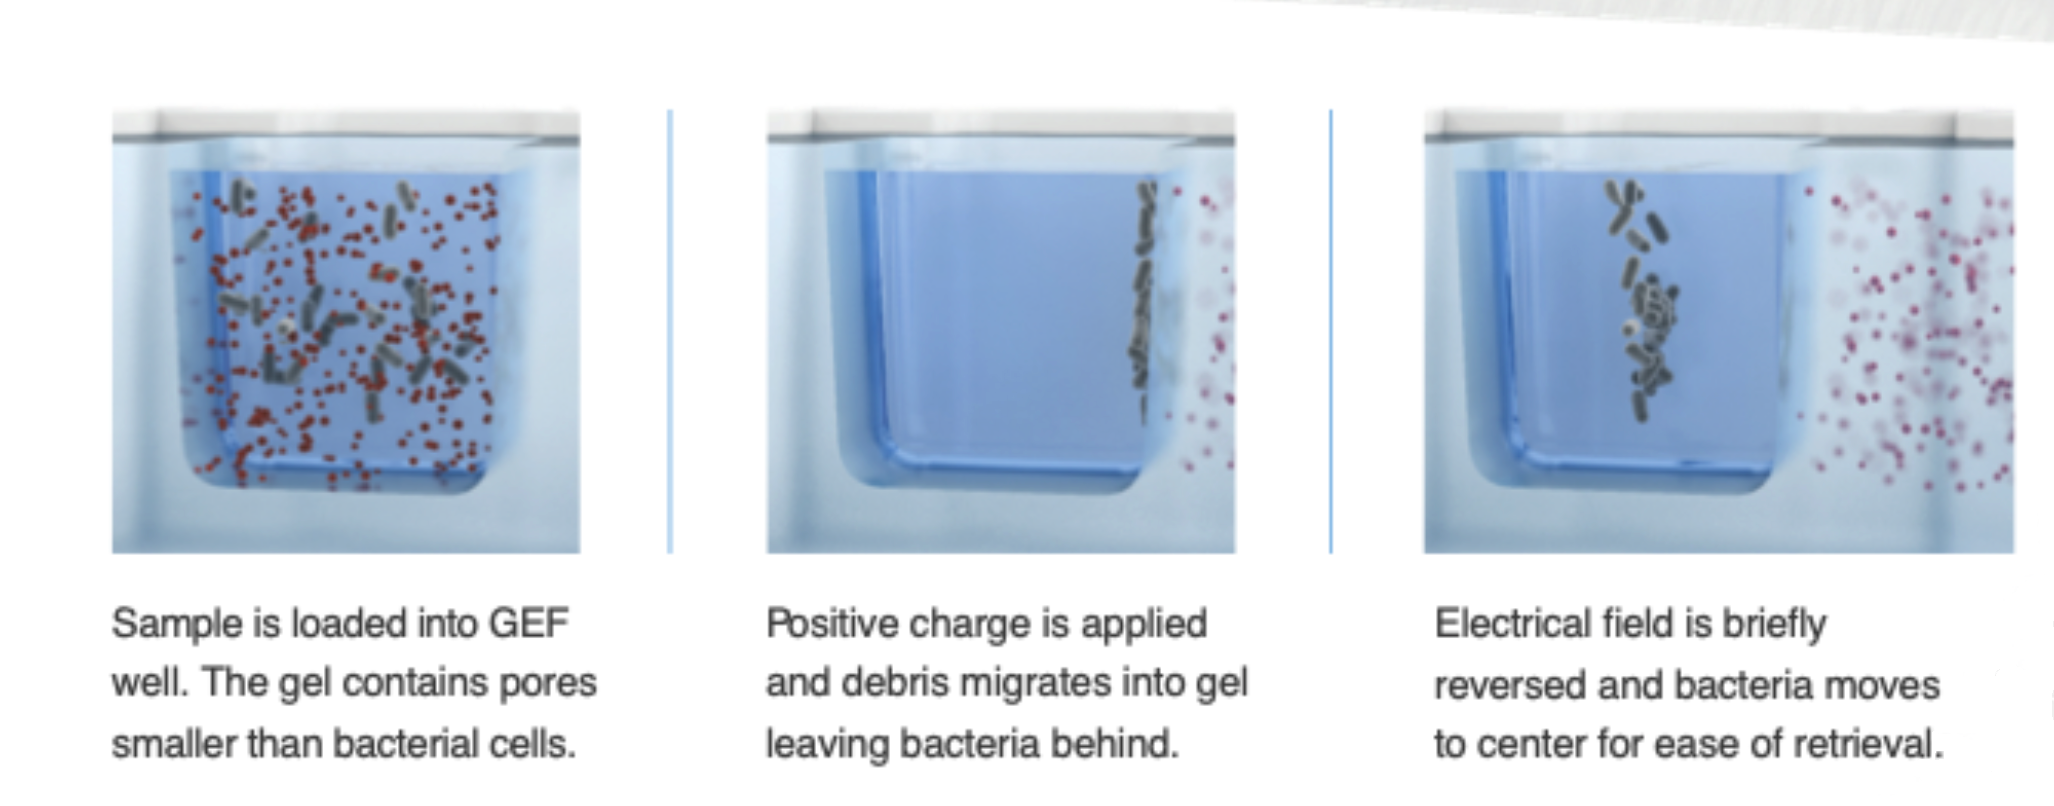 Sample is loaded into GEF
well. The gel contains pores
smaller than bacterial cells.
Positive charge is applied
and debris migrates into gel
leaving bacteria behind.
Electrical field is briefly
reversed and bacteria moves
to center for ease of retrieval.